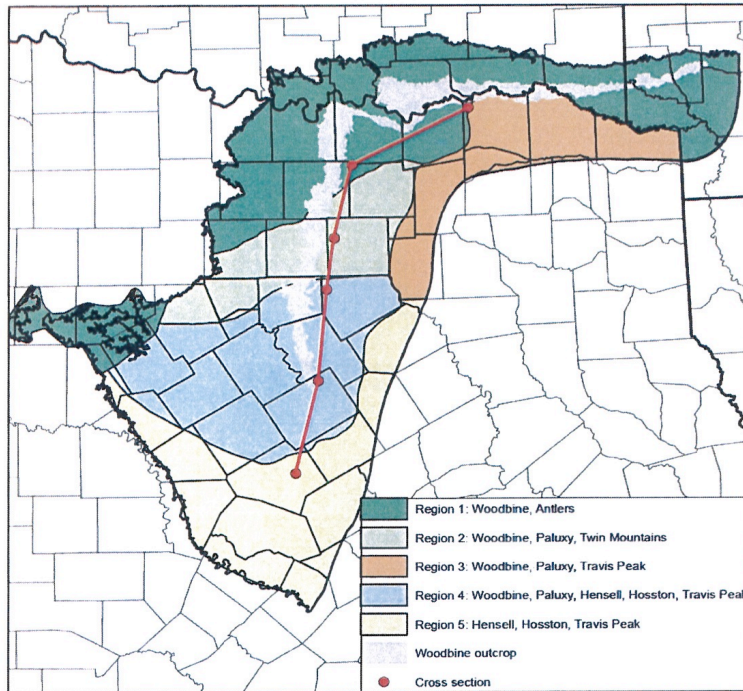 Region 1: Woodbine, Antlers
Region 2: Woodbine, Paluxy, Twin Mountains
Region 3: Woodbine, Paluxy, Travis Peak
Region 4: Woodbine, Paluxy, Hensell, Hosston, Travis Peak
Region 5: Hensell, Hosston, Travis Peak
Woodbine outcrop
Cross section